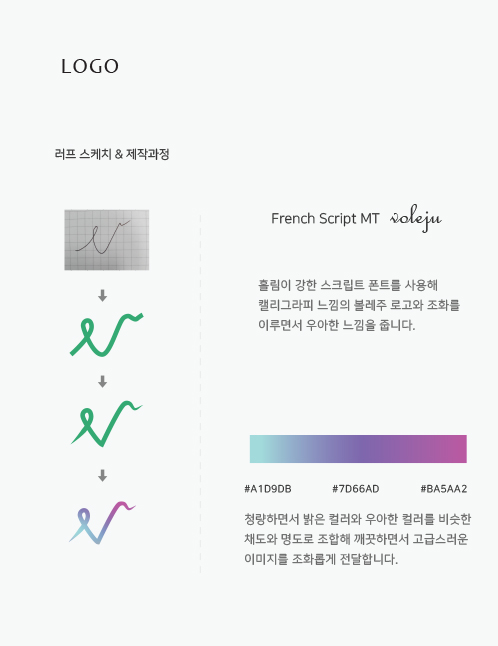 LOGO
러프 스케치 & 제작과정
French Script MT voleju
흘림이 강한 스크립트 폰트를 사용해
캘리그라피 느낌의 볼레주 로고와 조화를
이루면서 우아한 느낌을 줍니다.
#A1D9DB #7D66AD #BA5AA2
청량하면서 밝은 컬러와 우아한 컬러를 비슷한
채도와 명도로 조합해 깨끗하면서 고급스러운
이미지를 조화롭게 전달합니다.